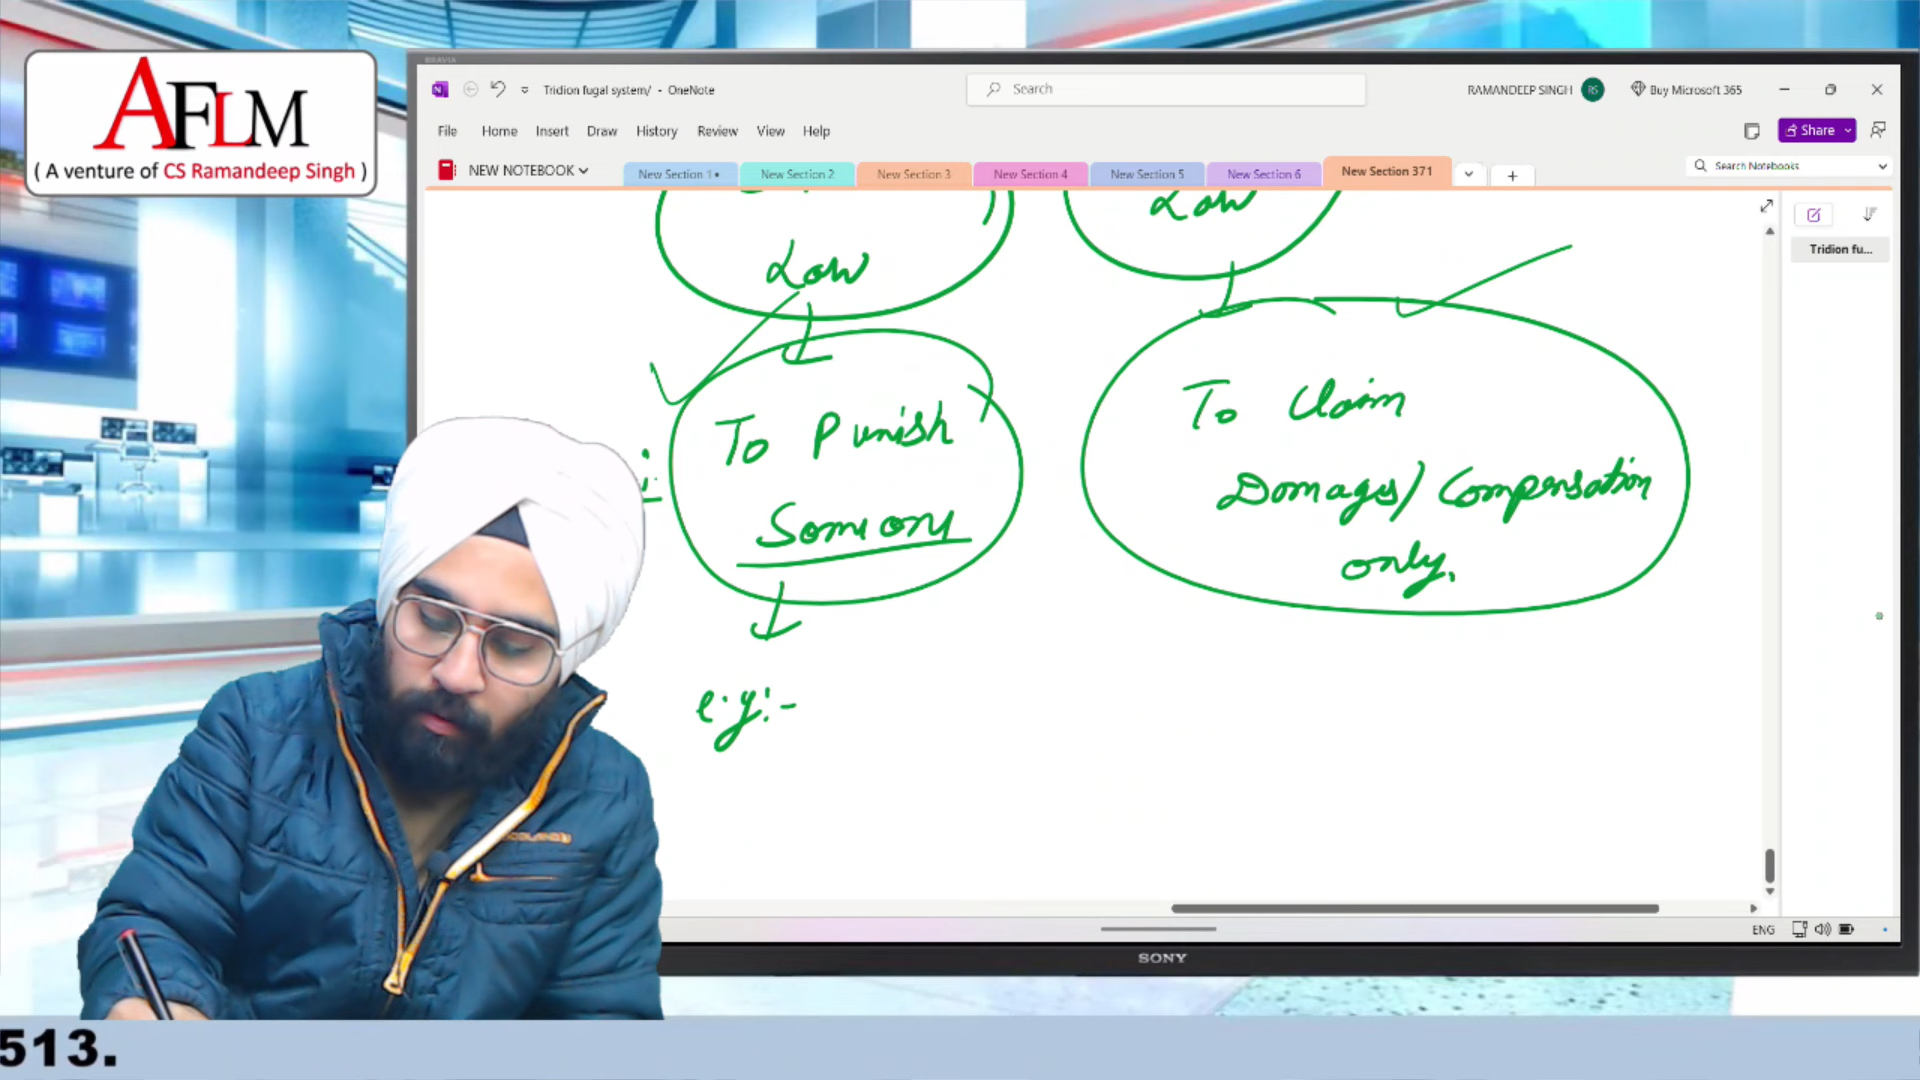 BRAVIA
AFLM
( A venture of CS Ramandeep Singh )
Tridion fugal system/ - OneNote
Search
RAMANDEEP SINGH
RS
Buy Microsoft 365
File Home Insert Draw History Review View Help
Share
NEW NOTEBOOK
New Section 1
New Section 2
New Section 3
New Section 4
New Section 5
New Section 6
New Section 371
Search Notebooks
Tridion fu...
Law
Law
To Punish
Someone
To Claim
Damages/ Compensation
only.
e.g:-
ENG
SONY
513.